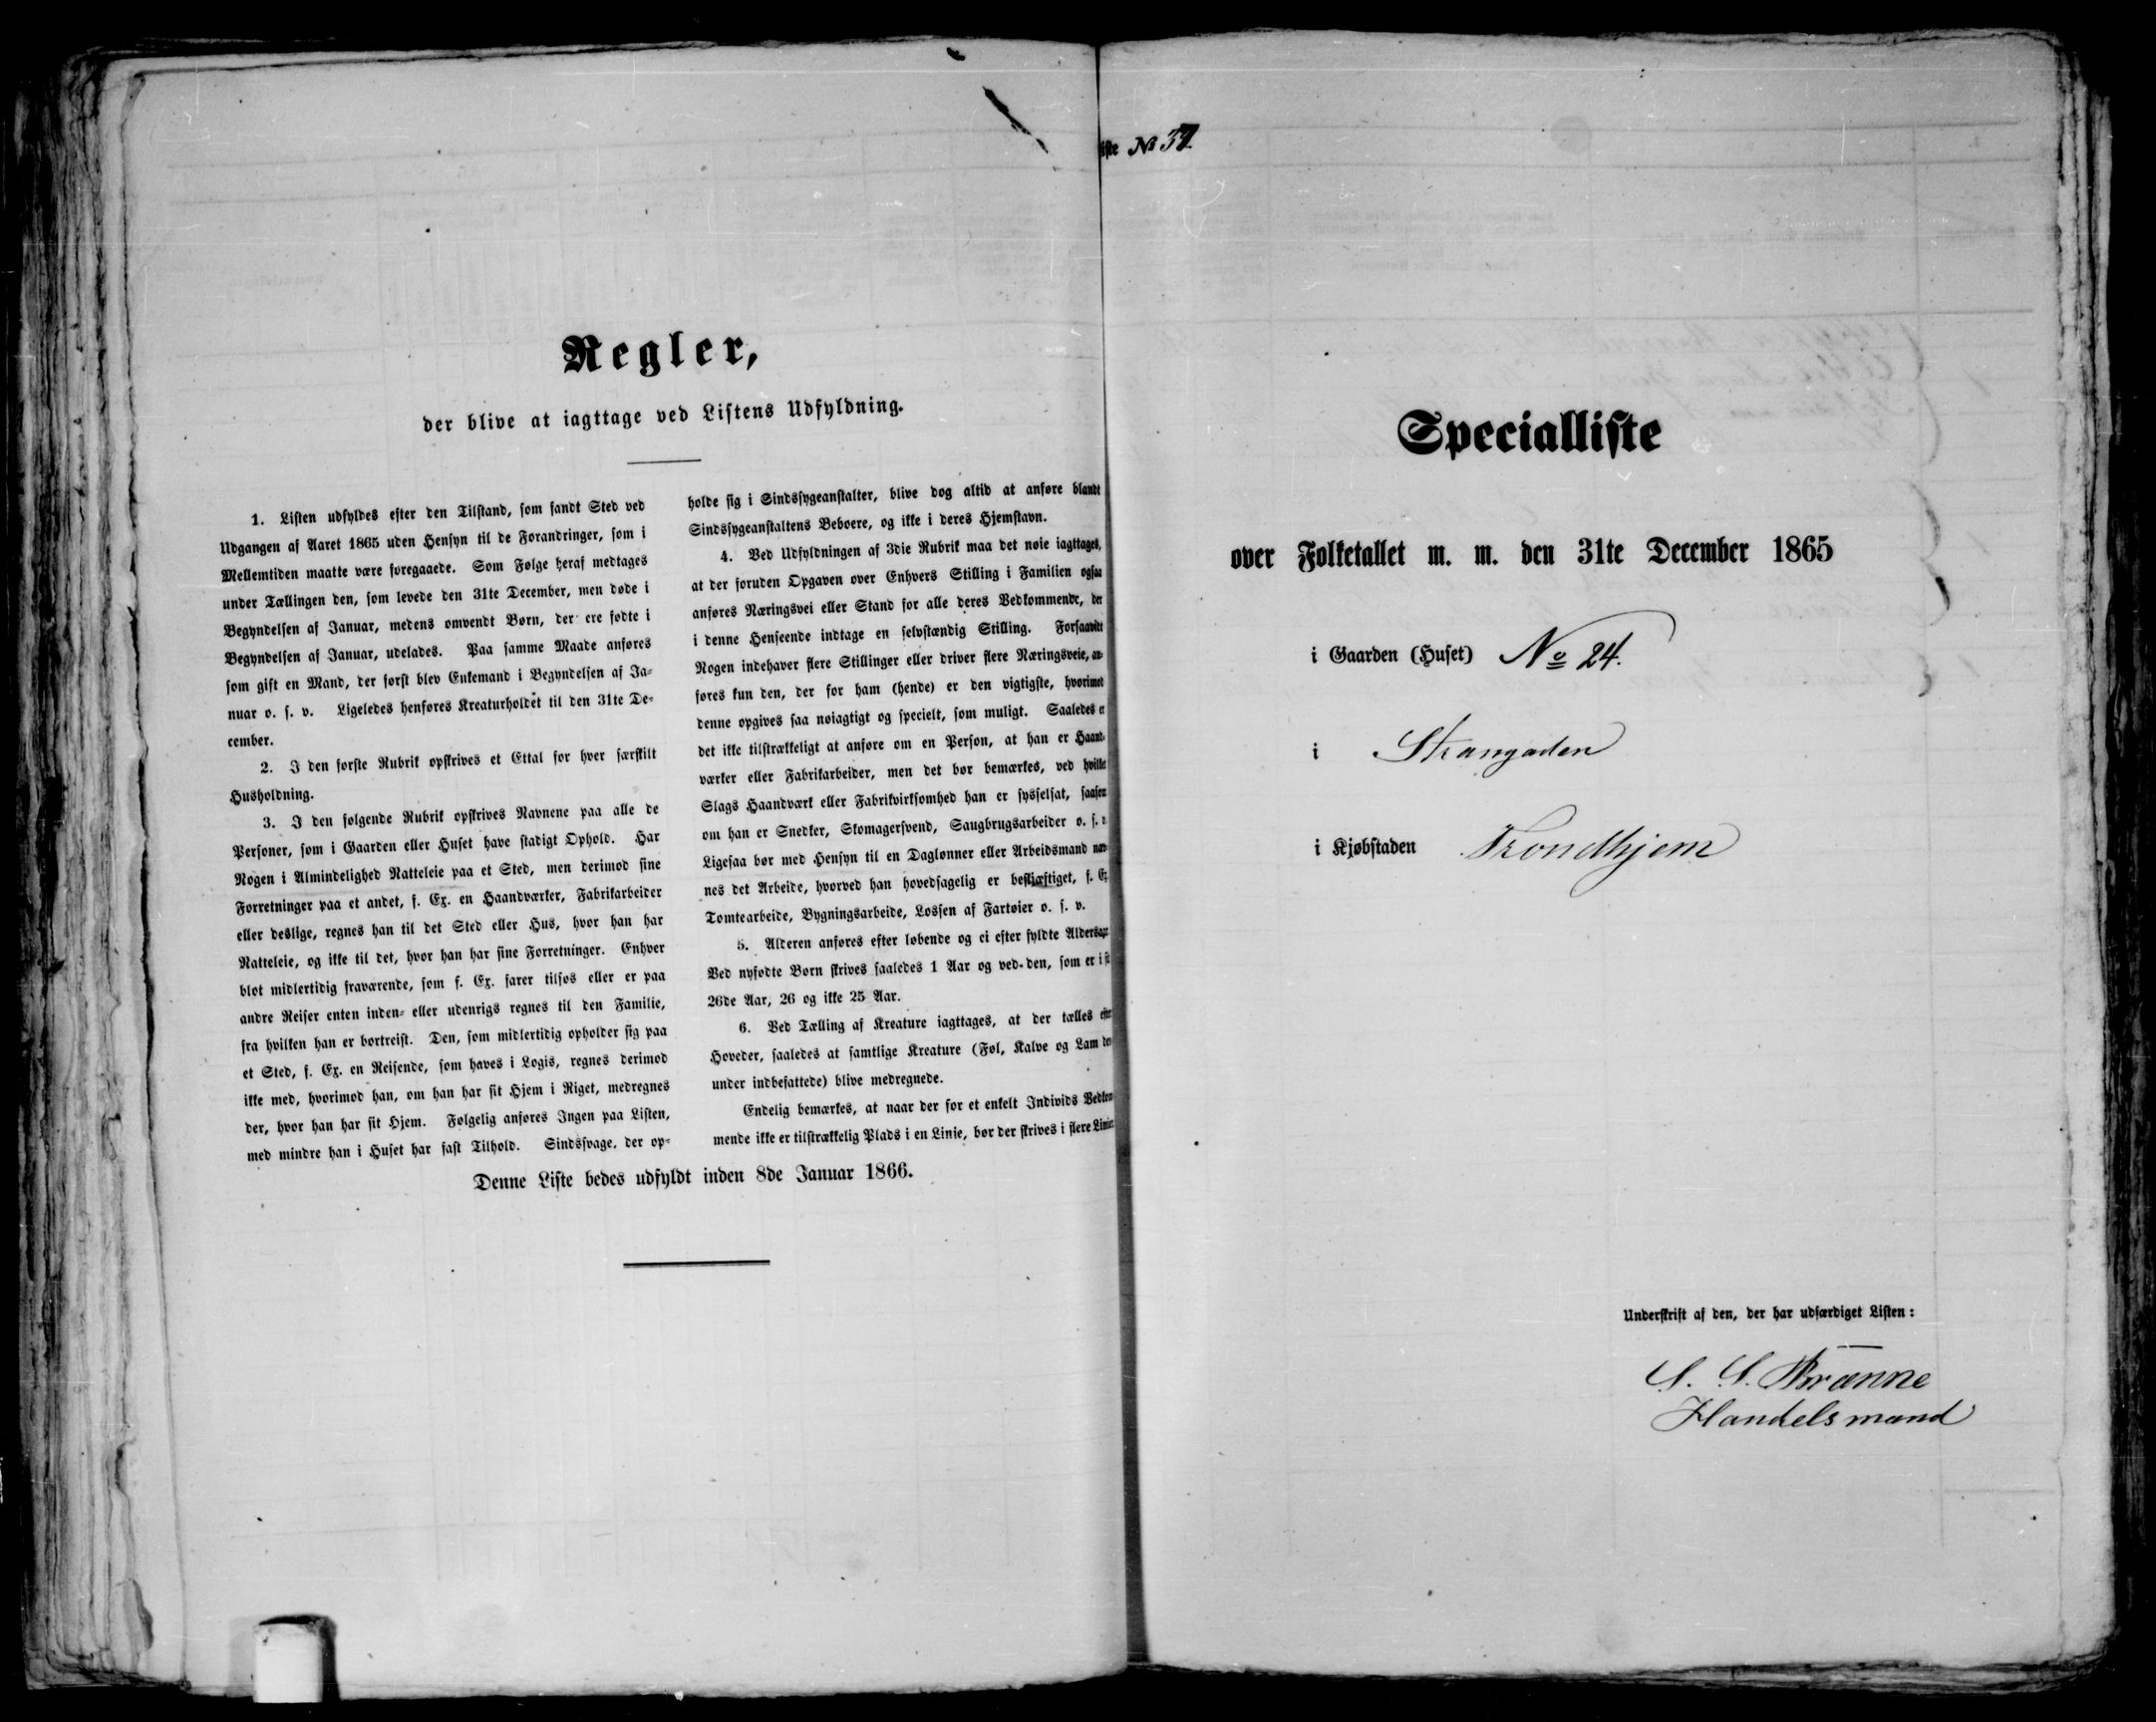 Regler,
der blive at iagttage ved Listens Udfyldning.
1. Listen udfyldes efter den Tilstand, som fandt Sted ved
Udgangen af Aaret 1865 uden Hensyn til de Forandringer, som i
Mellemtiden maatte være foregaaede. Som Følge heraf medtages
under Tællingen den, som levede den 31te December, men døde i
Begyndelsen af Januar, medens omvendt Børn, der ere fødte i
Begyndelsen af Januar, udelades. Paa samme Maade anføres
som gift en Mand, der først blev Enkemand i Begyndelsen af Ja-
nuar o. s. v. Ligeledes henføres Kreaturholdet til den 31te De-
cember.
2. I den første Rubrik opskrives et Ettal for hver særskilt
Husholdning.
3. I den følgende Rubrik opskrives Navnene paa alle de
Personer, som i Gaarden eller Huset have stadigt Ophold. Har
Nogen i Almindelighed Natteleie paa et Sted, men derimod sine
Forretninger paa et andet, f. Ex. en Haandværker, Fabrikarbeider
eller deslige, regnes han til det Sted eller Hus, hvor han har
Natteleie, og ikke til det, hvor han har sine Forretninger. Enhver
blot midlertidig fraværende, som f. Ex. farer tilsøs eller er paa
andre Reiser enten inden- eller udenrigs regnes til den Familie,
fra hvilken han er bortreist. Den, som midlertidig opholder sig paa
et Sted, f. Ex. en Reisende, som haves i Logis, regnes derimod
ikke med, hvorimod han, om han har sit Hjem i Riget, medregnes
der, hvor han har sit Hjem. Følgelig anføres Ingen paa Listen,
med mindre han i Huset har fast Tilhold. Sindssvage, der op-
holde sig i Sindssygeanstalter, blive dog altid at anføre blandt
Sindssygeanstaltens Beboere, og ikke i deres Hjemstavn.
4. Ved Udfyldningen af 3die Rubrik maa det nøie iagttages,
at der foruden Opgaven over Enhvers Stilling i Familien ogsaa
anføres Næringsvei eller Stand for alle deres Vedkommende, der
i denne Henseende indtage en selvstændig Stilling. Forsaavidt
Nogen indehaver flere Stillinger eller driver flere Næringsveie, an-
føres kun den, der for ham (hende) er den vigtigste, hvorimod
denne opgives saa nøiagtigt og specielt, som muligt. Saaledes er
det ikke tilstrækkeligt at anføre om en Person, at han er Haand-
værker eller Fabrikarbeider, men det bør bemærkes, ved hvilket
Slags Haandværk eller Fabrikvirksomhed han er sysselsat, saasom
om han er Snedker, Skomagersvend, Saugbrugsarbeider o. s. v.
Ligesaa bør med Hensyn til en Daglønner eller Arbeidsmand næv-
nes det Arbeide, hvorved han hovedsagelig er beskjæftiget, f. Ex.
Tomtearbeide, Bygningsarbeide, Lossen af Fartøier o. s. v.
5. Alderen anføres efter løbende og ei efter fyldte Aldersaar.
Ved nyfødte Børn skrives saaledes 1 Aar og ved den, som er i sit
26de Aar, 26 og ikke 25 Aar.
6. Ved Tælling af Kreature iagttages, at der tælles efter
Hoveder, saaledes at samtlige Kreature (Føl, Kalve og Lam der-
under indbefattede) blive medregnede.
Endelig bemærkes, at naar der for et enkelt Individs Vedkom-
mende ikke er tilstrækkelig Plads i en Linie, bør der skrives i flere Linier.
Denne Liste bedes udfyldt inden 8de Januar 1866.
iste No 37.
Specialliste
over Folketallet m. m. den 31te December 1865
i Gaarden (Huset) No 24.
i Strangaden
i Kjøbstaden Trondhjem
Underskrift af den, der har udfærdiget Listen:
S. S. Brænne
Handelsmand